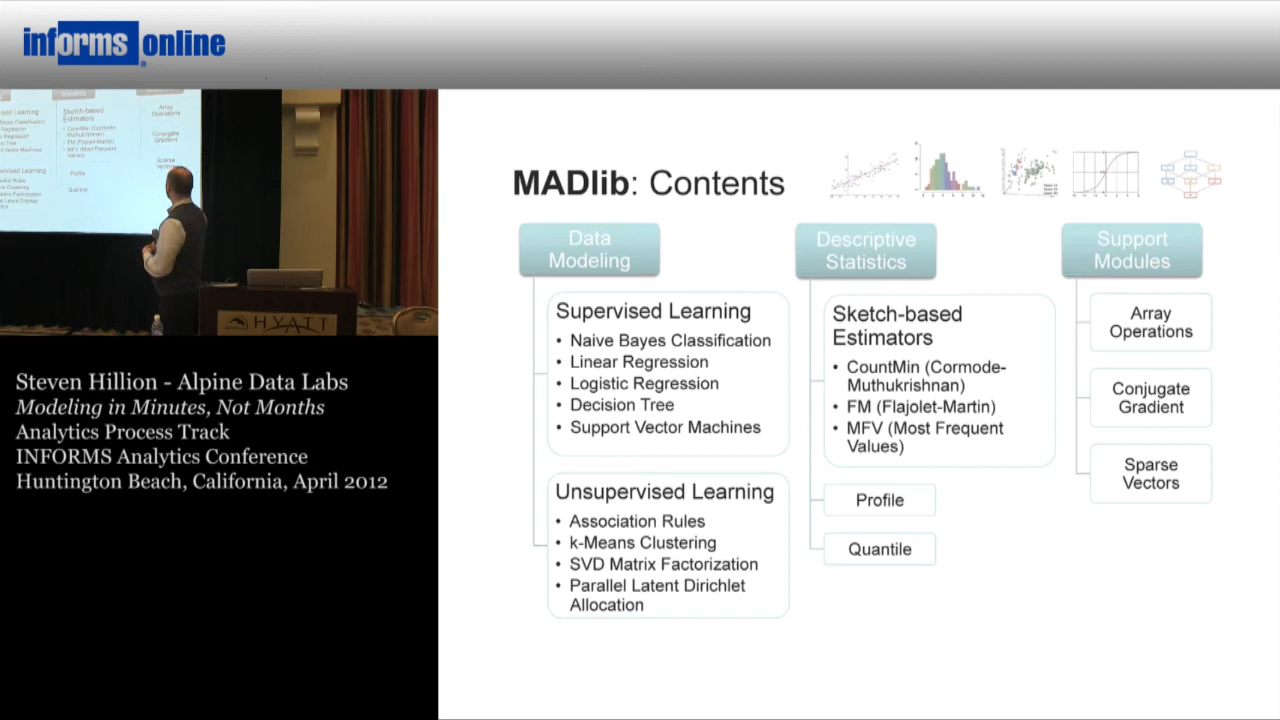 informs online
Steven Hillion - Alpine Data Labs
Modeling in Minutes, Not Months
Analytics Process Track
INFORMS Analytics Conference
Huntington Beach, California, April 2012
HYATT
MADlib: Contents
Data
Modeling
Supervised Learning
• Naive Bayes Classification
• Linear Regression
• Logistic Regression
• Decision Tree
• Support Vector Machines
Unsupervised Learning
• Association Rules
• k-Means Clustering
• SVD Matrix Factorization
• Parallel Latent Dirichlet
Allocation
Descriptive
Statistics
Sketch-based
Estimators
• CountMin (Cormode-
Muthukrishnan)
• FM (Flajolet-Martin)
• MFV (Most Frequent
Values)
Profile
Quantile
Support
Modules
Array
Operations
Conjugate
Gradient
Sparse
Vectors